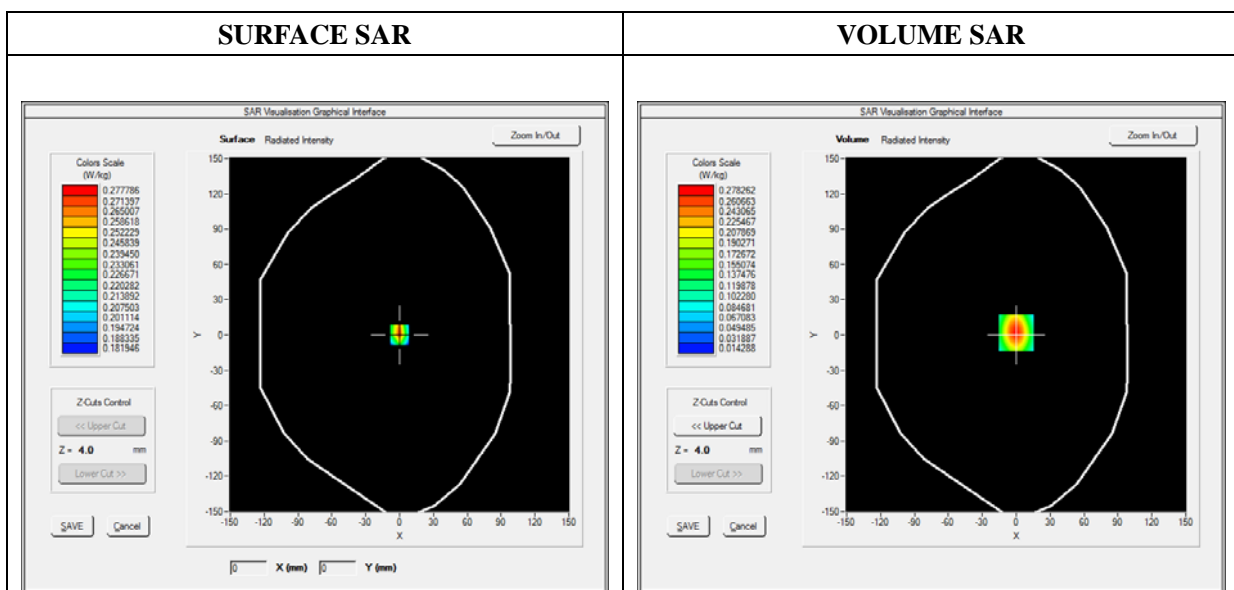 SURFACE SAR
VOLUME SAR
SAR Visualisation Graphical Interface
Surface Radiated Intensity
Zoom In/Out
Colors Scale
(W/kg)
0.277786
0.271397
0.265007
0.258618
0.252229
0.245839
0.239450
0.233061
0.226671
0.220282
0.213892
0.207503
0.201114
0.194724
0.188335
0.181946
Z-Cuts Control
<< Upper Cut
Z = 4.0 mm
Lower Cut >>
SAVE Cancel
150
120
90
60
30
0
-30
-60
-90
-120
-150
Y
-150 -120 -90 -60 -30 0 30 60 90 120 150
X
0 X (mm) 0 Y (mm)
SAR Visualisation Graphical Interface
Volume Radiated Intensity
Zoom In/Out
Colors Scale
(W/kg)
0.278262
0.260663
0.243065
0.225467
0.207869
0.190271
0.172672
0.155074
0.137476
0.119878
0.102280
0.084681
0.067083
0.049485
0.031887
0.014288
Z-Cuts Control
<< Upper Cut
Z = 4.0 mm
Lower Cut >>
SAVE Cancel
150
120
90
60
30
0
-30
-60
-90
-120
-150
Y
-150 -120 -90 -60 -30 0 30 60 90 120 150
X